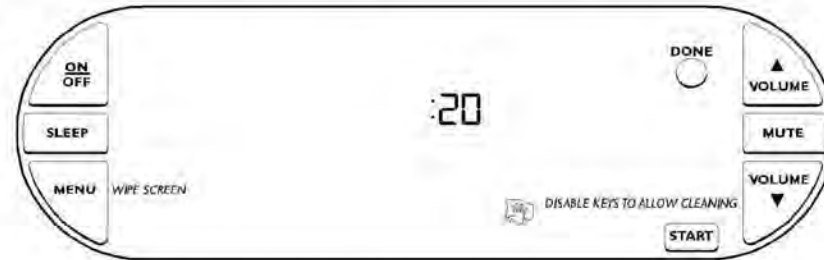 ON
OFF
DONE
▲
VOLUME
:20
SLEEP
MUTE
MENU
WIPE SCREEN
VOLUME
▼
DISABLE KEYS TO ALLOW CLEANING
START